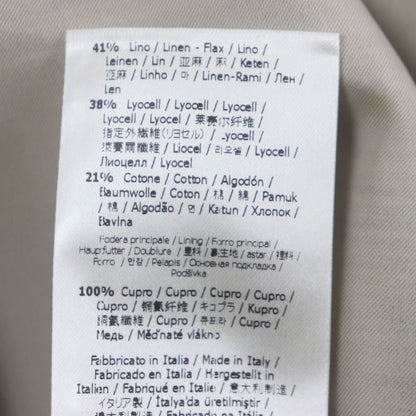 41% Lino / Linen - Flax / Lino /
Leinen / Lin / 亚麻 / 麻 / Keten /
亞麻 / Linho / 마 / Linen-Rami / Лен /
Len
38% Lyocell / Lyocell / Lyocell /
Lyocell / Lyocel / 莱赛尔纤维 /
指定外繊維(リヨセル) / Lyocell /
萊賽爾纖維 / Liocel / 리오셀 / Lyocell /
Лиоцелл / Lyocel
21% Cotone / Cotton / Algodón /
Baumwolle / Coton / 棉 / 綿 / Pamuk
/ 棉 / Algodão / 면 / Katun / Хлопок /
Bavlna
Fodera principale / Lining / Forro principal /
Hauptfutter / Doublure / 里料 / 裏生地 / astar / 裡料 /
Forro / 안감 / Pelapis / Основная подкладка /
Podšívka
100% Cupro / Cupro / Cupro / Cupro /
Cupro / 铜氨纤维 / キュプラ / Kupro /
銅氨纖維 / Cupro / 큐프라 / Cupro /
Медь / Měďnaté vlákno
Fabbricato in Italia / Made in Italy /
Fabricado en Italia / Hergestellt in
Italien / Fabriqué en Italie / 意大利制造 /
イタリア製 / İtalya'da üretilmiştir /